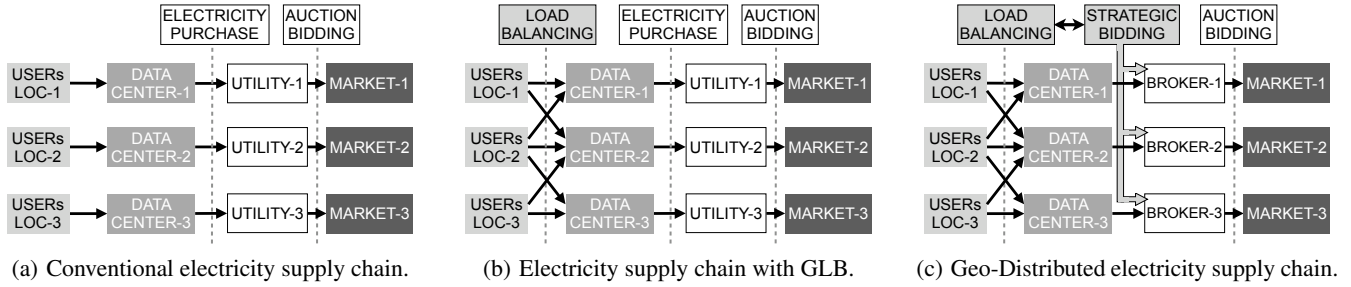 ELECTRICITY
PURCHASE
AUCTION
BIDDING
USERs
LOC-1
DATA
CENTER-1
UTILITY-1
MARKET-1
USERs
LOC-2
DATA
CENTER-2
UTILITY-2
MARKET-2
USERs
LOC-3
DATA
CENTER-3
UTILITY-3
MARKET-3
(a) Conventional electricity supply chain.
LOAD
BALANCING
ELECTRICITY
PURCHASE
AUCTION
BIDDING
USERs
LOC-1
DATA
CENTER-1
UTILITY-1
MARKET-1
USERs
LOC-2
DATA
CENTER-2
UTILITY-2
MARKET-2
USERs
LOC-3
DATA
CENTER-3
UTILITY-3
MARKET-3
(b) Electricity supply chain with GLB.
LOAD
BALANCING
STRATEGIC
BIDDING
AUCTION
BIDDING
USERs
LOC-1
DATA
CENTER-1
BROKER-1
MARKET-1
USERs
LOC-2
DATA
CENTER-2
BROKER-2
MARKET-2
USERs
LOC-3
DATA
CENTER-3
BROKER-3
MARKET-3
(c) Geo-Distributed electricity supply chain.